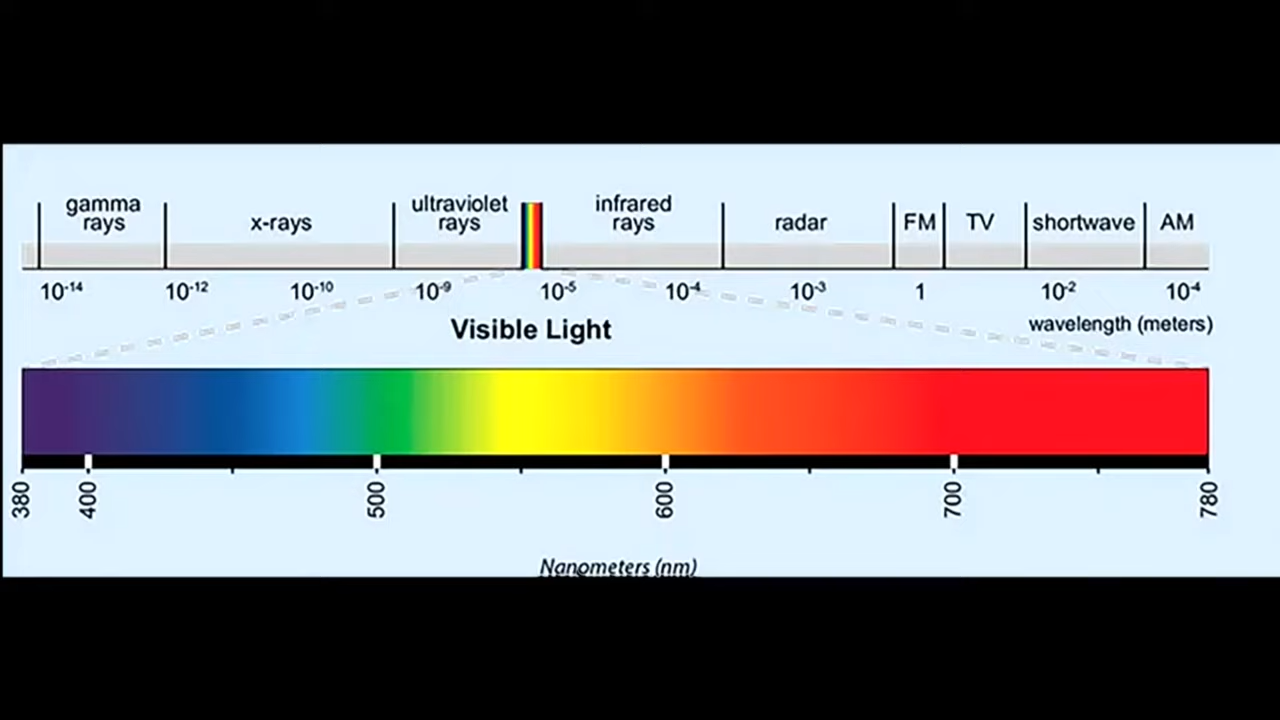 gamma rays
x-rays
ultraviolet rays
infrared rays
radar
FM
TV
shortwave
AM
10⁻¹⁴ 10⁻¹² 10⁻¹⁰ 10⁻⁹ 10⁻⁵ 10⁻⁴ 10⁻³ 1 10⁻² 10⁻⁴
wavelength (meters)
Visible Light
380 400 500 600 700 780
Nanometers (nm)